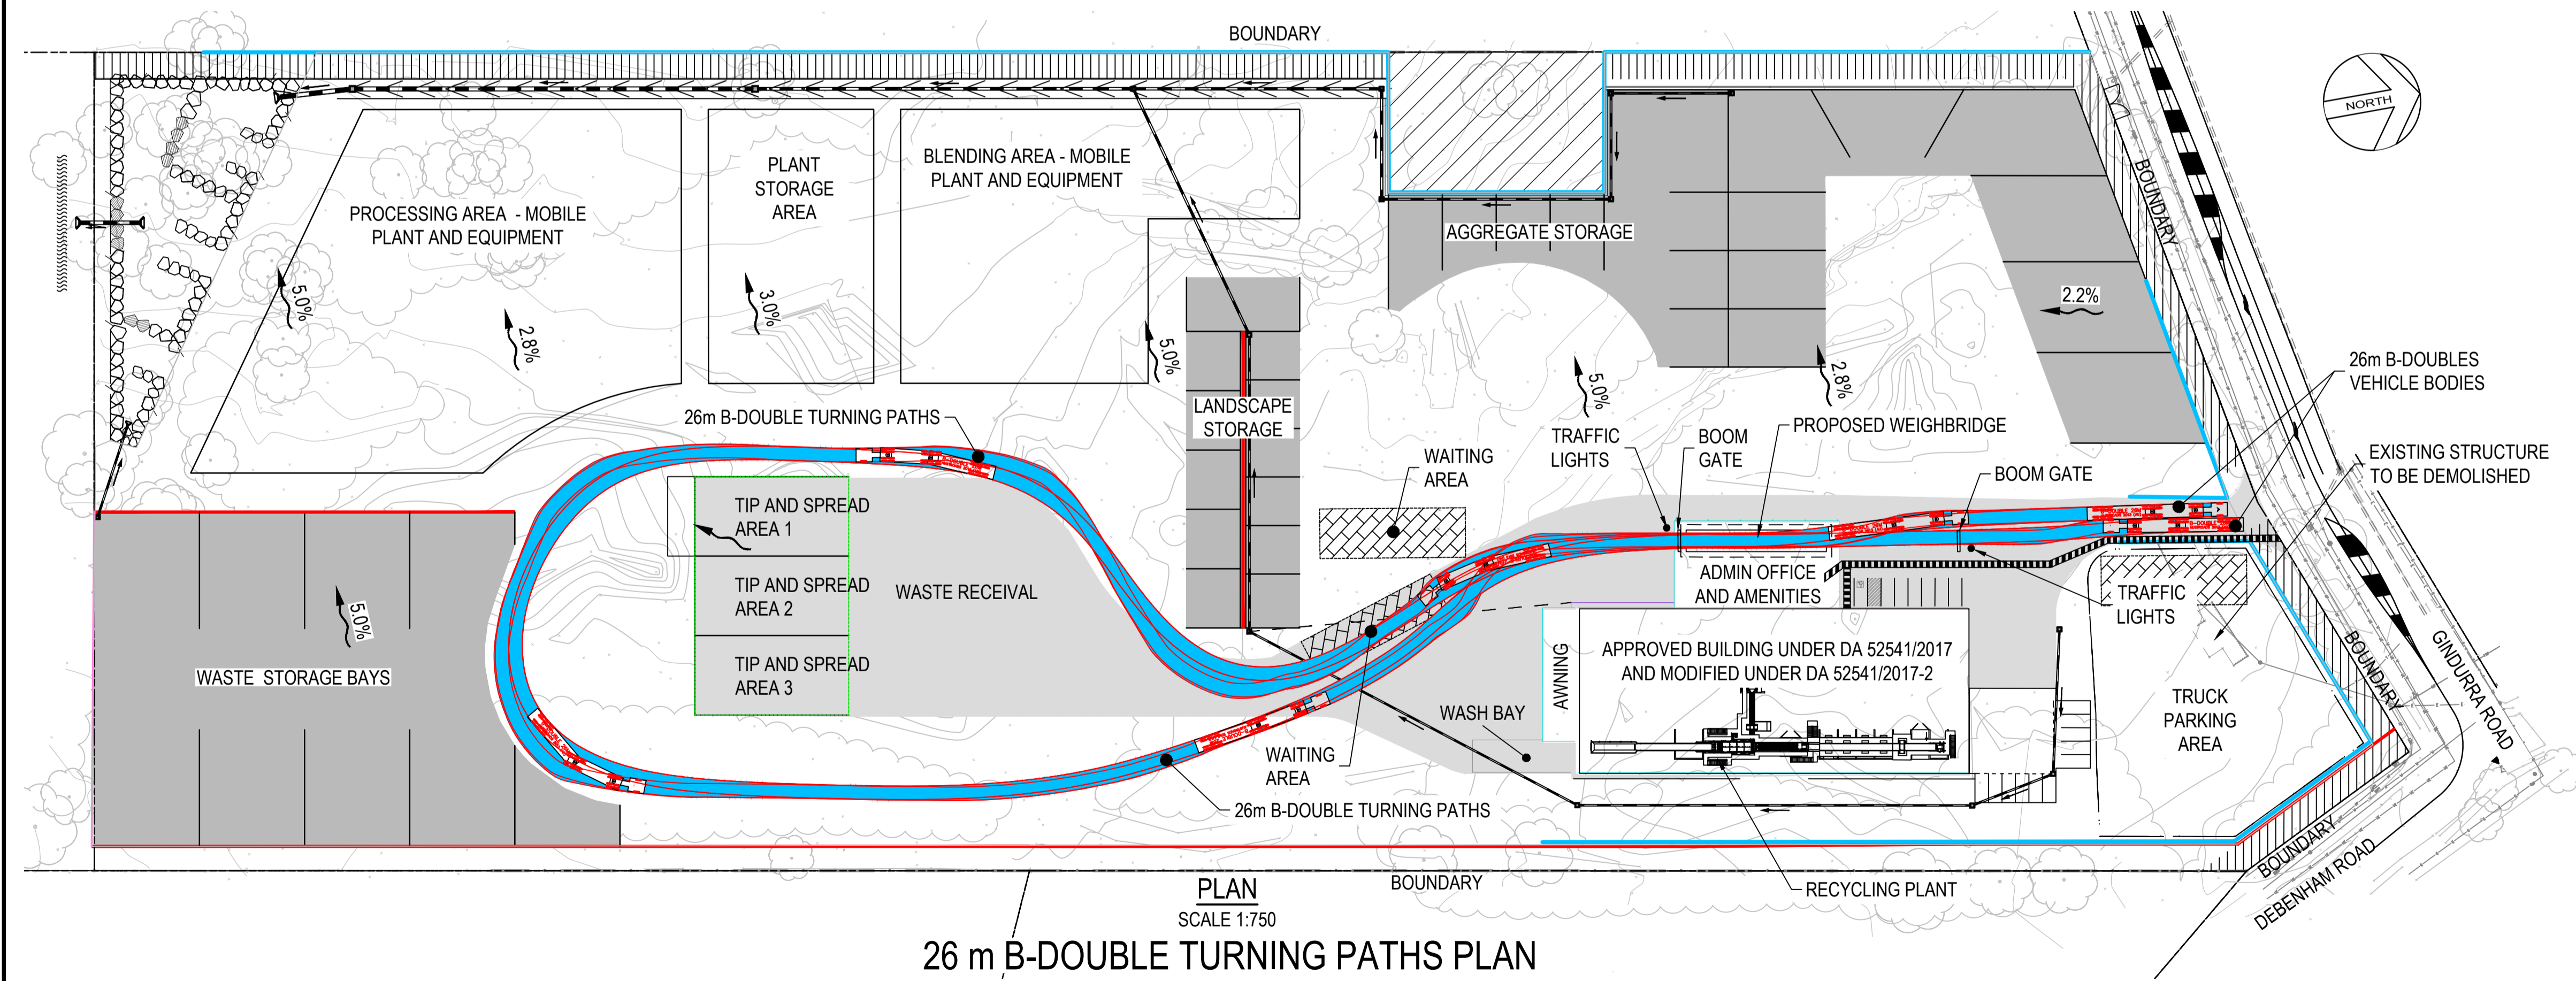 BOUNDARY
NORTH
BOUNDARY
PROCESSING AREA - MOBILE
PLANT AND EQUIPMENT
PLANT
STORAGE
AREA
BLENDING AREA - MOBILE
PLANT AND EQUIPMENT
AGGREGATE STORAGE
5.0%
2.8%
3.0%
5.0%
5.0%
2.8%
2.2%
26m B-DOUBLES
VEHICLE BODIES
LANDSCAPE
STORAGE
26m B-DOUBLE TURNING PATHS
WAITING
AREA
TRAFFIC
LIGHTS
BOOM
GATE
PROPOSED WEIGHBRIDGE
BOOM GATE
EXISTING STRUCTURE
TO BE DEMOLISHED
TIP AND SPREAD
AREA 1
TIP AND SPREAD
AREA 2
TIP AND SPREAD
AREA 3
WASTE RECEIVAL
5.0%
WASTE STORAGE BAYS
ADMIN OFFICE
AND AMENITIES
TRAFFIC
LIGHTS
AWNING
APPROVED BUILDING UNDER DA 52541/2017
AND MODIFIED UNDER DA 52541/2017-2
WASH BAY
WAITING
AREA
26m B-DOUBLE TURNING PATHS
TRUCK
PARKING
AREA
BOUNDARY
GINDURRA ROAD
BOUNDARY
DEBENHAM ROAD
RECYCLING PLANT
BOUNDARY
PLAN
SCALE 1:750
26 m B-DOUBLE TURNING PATHS PLAN